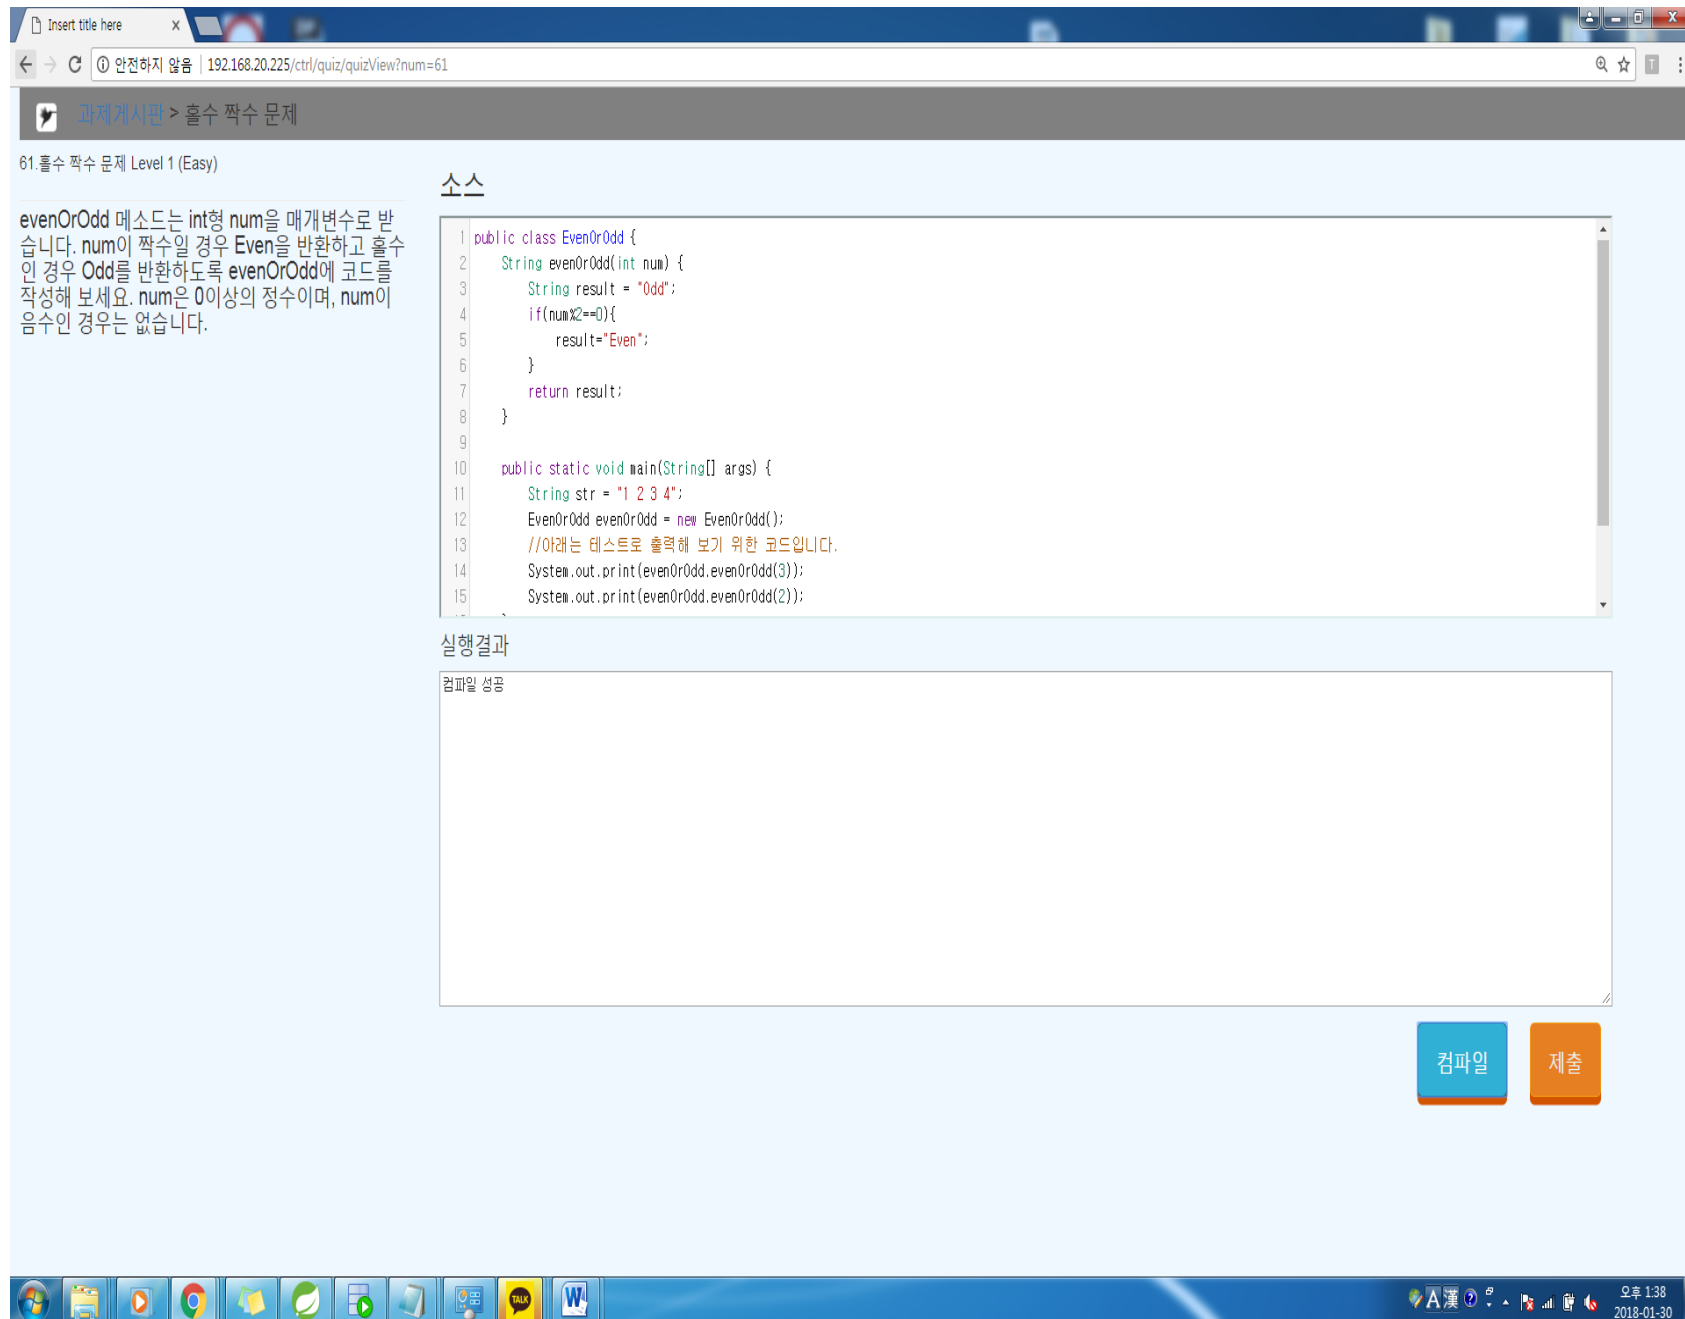 Insert title here
안전하지 않음 | 192.168.20.225/ctrl/quiz/quizView?num=61
과제게시판 > 홀수 짝수 문제
61.홀수 짝수 문제 Level 1 (Easy)
evenOrOdd 메소드는 int형 num을 매개변수로 받
습니다. num이 짝수일 경우 Even을 반환하고 홀수
인 경우 Odd를 반환하도록 evenOrOdd에 코드를
작성해 보세요. num은 0이상의 정수이며, num이
음수인 경우는 없습니다.
소스
1 public class EvenOrOdd {
2 String evenOrOdd(int num) {
3 String result = "Odd";
4 if(num%2==0){
5 result="Even";
6 }
7 return result;
8 }
9
10 public static void main(String[] args) {
11 String str = "1 2 3 4";
12 EvenOrOdd evenOrOdd = new EvenOrOdd();
13 //아래는 테스트로 출력해 보기 위한 코드입니다.
14 System.out.print(evenOrOdd.evenOrOdd(3));
15 System.out.print(evenOrOdd.evenOrOdd(2));
실행결과
컴파일 성공
컴파일
제출
TALK
W
A 漢
오후 1:38
2018-01-30